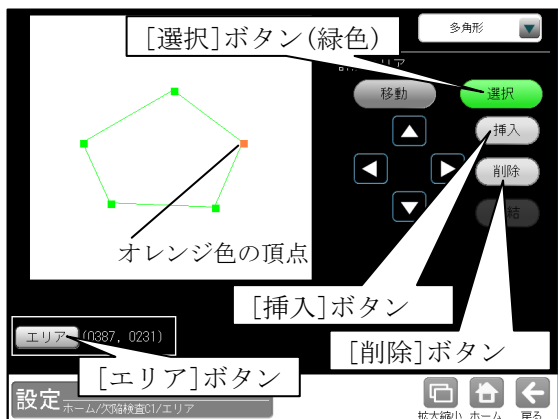 多角形
[選択]ボタン(緑色)
エリア
移動
選択
挿入
削除
結
オレンジ色の頂点
[挿入]ボタン
エリア (0387, 0231)
[削除]ボタン
[エリア]ボタン
設定 ホーム/欠陥検査C1/エリア
拡大縮小 ホーム 戻る